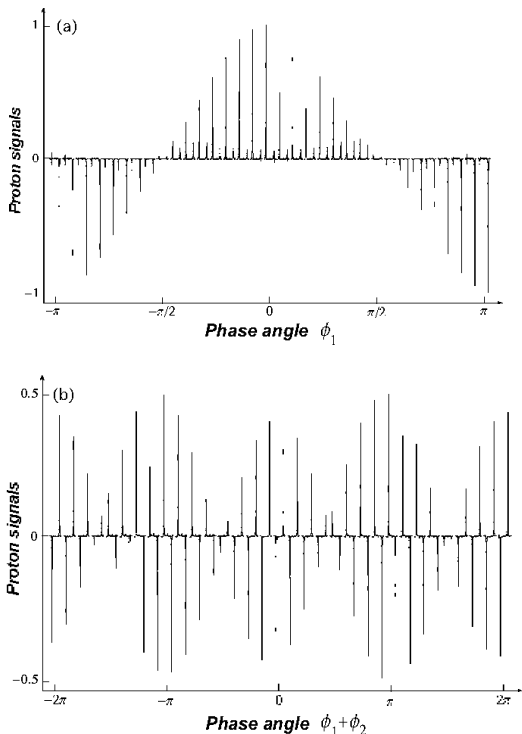 (a)
1
0
−1
Proton signals
−π
−π/2
0
π/2
π
Phase angle ϕ₁
(b)
0.5
0
−0.5
Proton signals
−2π
−π
0
π
2π
Phase angle ϕ₁+ϕ₂